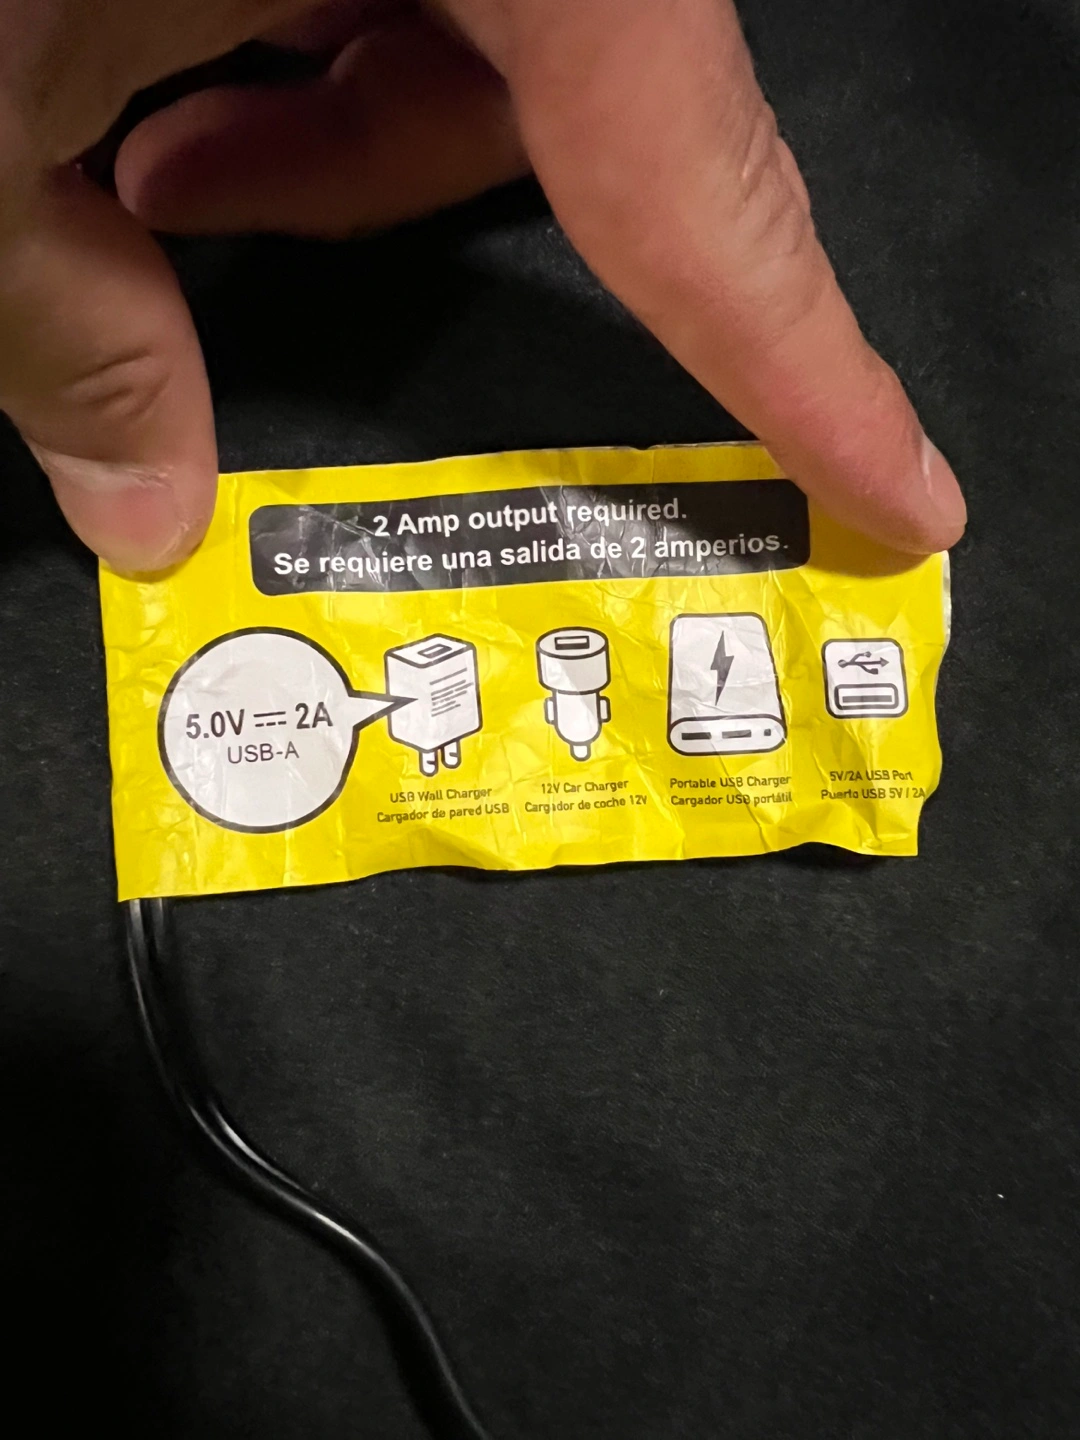 2 Amp output required.
Se requiere una salida de 2 amperios.
5.0V ⎓ 2A
USB-A
USB Wall Charger
Cargador de pared USB
12V Car Charger
Cargador de coche 12V
Portable USB Charger
Cargador USB portátil
5V/2A USB Port
Puerto USB 5V / 2A